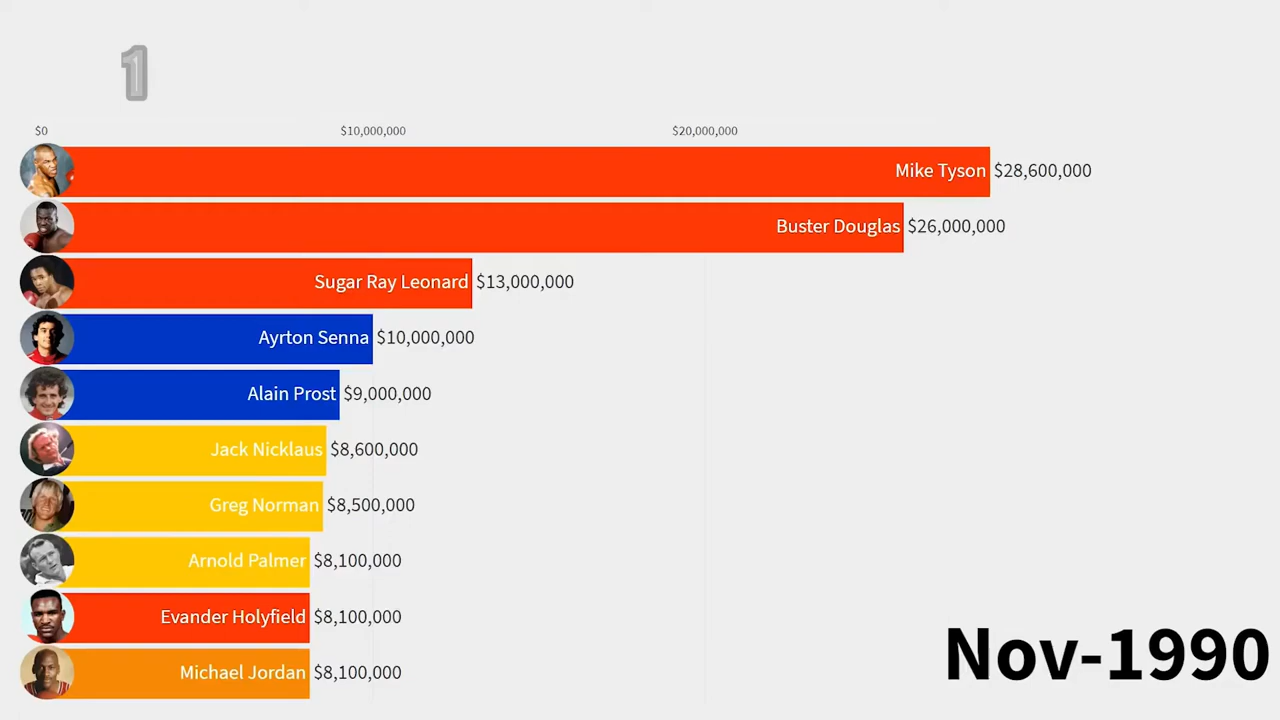 1
$0 $10,000,000 $20,000,000
Mike Tyson $28,600,000
Buster Douglas $26,000,000
Sugar Ray Leonard $13,000,000
Ayrton Senna $10,000,000
Alain Prost $9,000,000
Jack Nicklaus $8,600,000
Greg Norman $8,500,000
Arnold Palmer $8,100,000
Evander Holyfield $8,100,000
Michael Jordan $8,100,000
Nov-1990